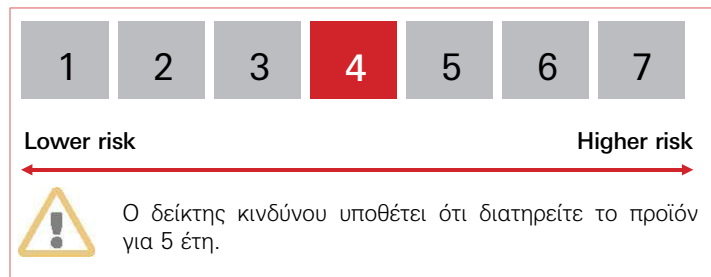 1 2 3 4 5 6 7
Lower risk Higher risk
Ο δείκτης κινδύνου υποθέτει ότι διατηρείτε το προϊόν
για 5 έτη.